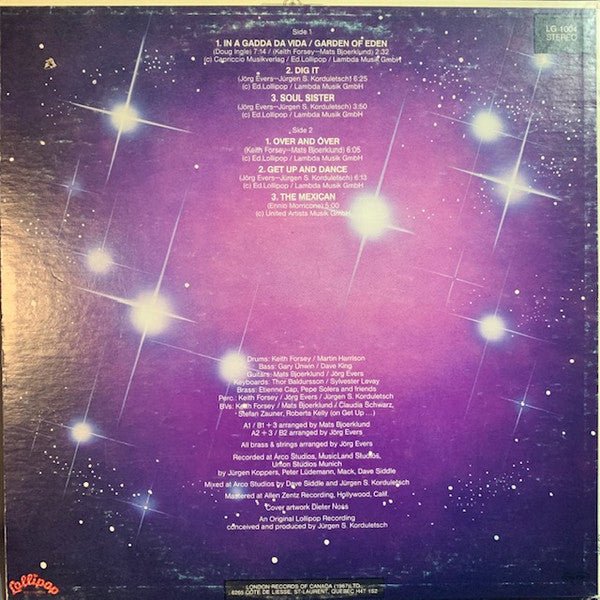 LG 1004
STEREO
Side 1
1. IN A GADDA DA VIDA / GARDEN OF EDEN
(Doug Ingle) 7:14 / (Keith Forsey—Mats Bjoerklund) 2:32
(c) Capriccio Musikverlag / Ed.Lollipop / Lambda Musik GmbH
2. DIG IT
(Jörg Evers—Jürgen S. Korduletsch) 6:25
(c) Ed.Lollipop / Lambda Musik GmbH
3. SOUL SISTER
(Jörg Evers—Jürgen S. Korduletsch) 3:50
(c) Ed.Lollipop / Lambda Musik GmbH
Side 2
1. OVER AND OVER
(Keith Forsey—Mats Bjoerklund) 6:05
(c) Ed.Lollipop / Lambda Musik GmbH
2. GET UP AND DANCE
(Jörg Evers—Jürgen S. Korduletsch) 6:13
(c) Ed.Lollipop / Lambda Musik GmbH
3. THE MEXICAN
(Ennio Morricone) 5:00
(c) United Artists Musik GmbH
Drums: Keith Forsey / Martin Harrison
Bass: Gary Unwin / Dave King
Guitars: Mats Bjoerklund / Jörg Evers
Keyboards: Thor Baldursson / Sylvester Levay
Brass: Etienne Cap, Pepe Solera and friends
Perc.: Keith Forsey / Jörg Evers / Jürgen S. Korduletsch
BVs: Keith Forsey / Mats Bjoerklund / Claudia Schwarz,
Stefan Zauner, Roberta Kelly (on Get Up ...)
A1 / B1 + 3 arranged by Mats Bjoerklund
A2 + 3 / B2 arranged by Jörg Evers
All brass & strings arranged by Jörg Evers
Recorded at Arco Studios, MusicLand Studios,
Union Studios Munich
by Jürgen Koppers, Peter Lüdemann, Mack, Dave Siddle
Mixed at Arco Studios by Dave Siddle and Jürgen S. Korduletsch
Mastered at Allen Zentz Recording, Hollywood, Calif.
Cover artwork Dieter Noss
An Original Lollipop Recording
conceived and produced by Jürgen S. Korduletsch
Lollipop
LONDON RECORDS OF CANADA (1967) LTD.
6265 CÔTE DE LIESSE, ST-LAURENT, QUEBEC H4T 1S2